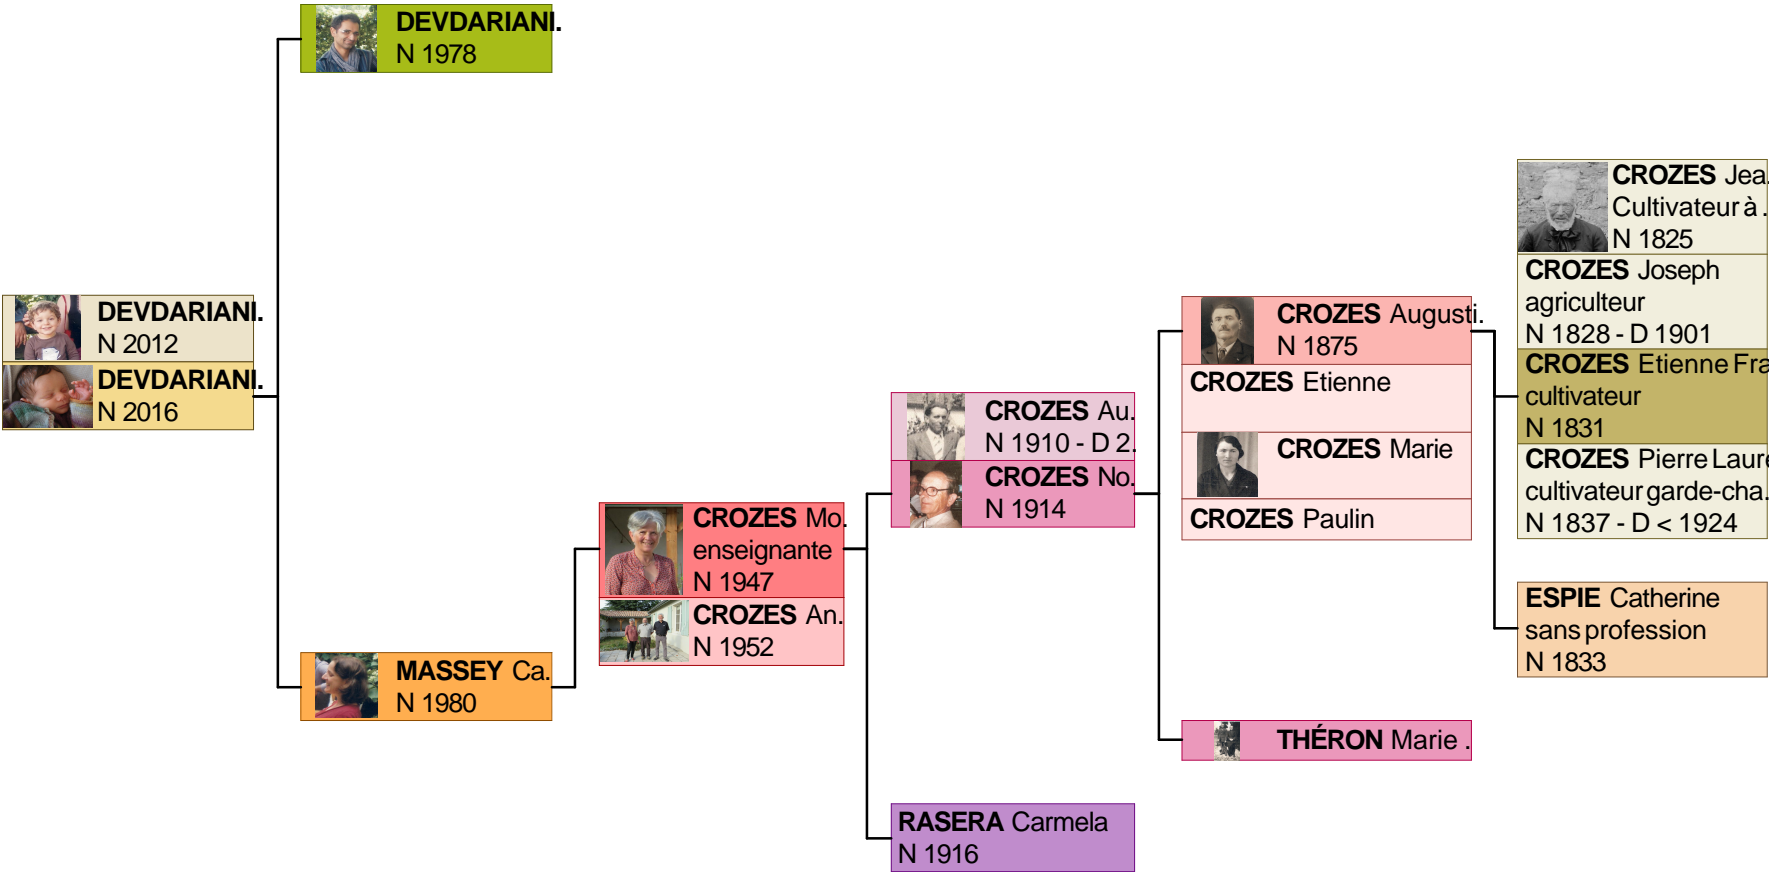 DEVDARIANI.
N 1978
DEVDARIANI.
N 2012
DEVDARIANI.
N 2016
MASSEY Ca.
N 1980
CROZES Mo.
enseignante
N 1947
CROZES An.
N 1952
CROZES Au.
N 1910 - D 2.
CROZES No.
N 1914
RASERA Carmela
N 1916
CROZES Augusti.
N 1875
CROZES Etienne
CROZES Marie
CROZES Paulin
THÉRON Marie .
CROZES Jea.
Cultivateur à .
N 1825
CROZES Joseph
agriculteur
N 1828 - D 1901
CROZES Etienne Fra
cultivateur
N 1831
CROZES Pierre Laure
cultivateur garde-cha.
N 1837 - D < 1924
ESPIE Catherine
sans profession
N 1833